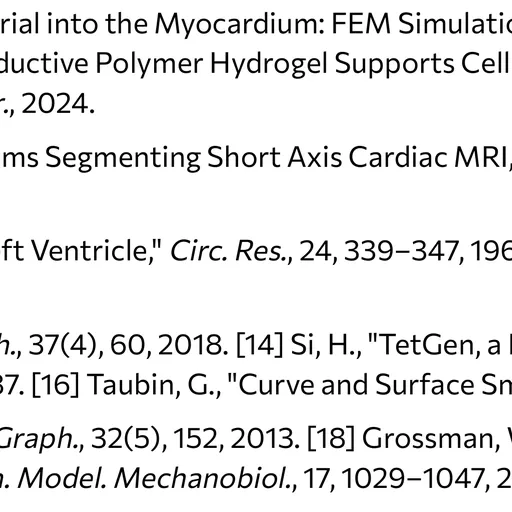 rial into the Myocardium: FEM Simulatio
ductive Polymer Hydrogel Supports Cell
r., 2024.
ms Segmenting Short Axis Cardiac MRI,
ft Ventricle," Circ. Res., 24, 339–347, 196
h., 37(4), 60, 2018. [14] Si, H., "TetGen, a
37. [16] Taubin, G., "Curve and Surface Sm
Graph., 32(5), 152, 2013. [18] Grossman,
. Model. Mechanobiol., 17, 1029–1047, 2